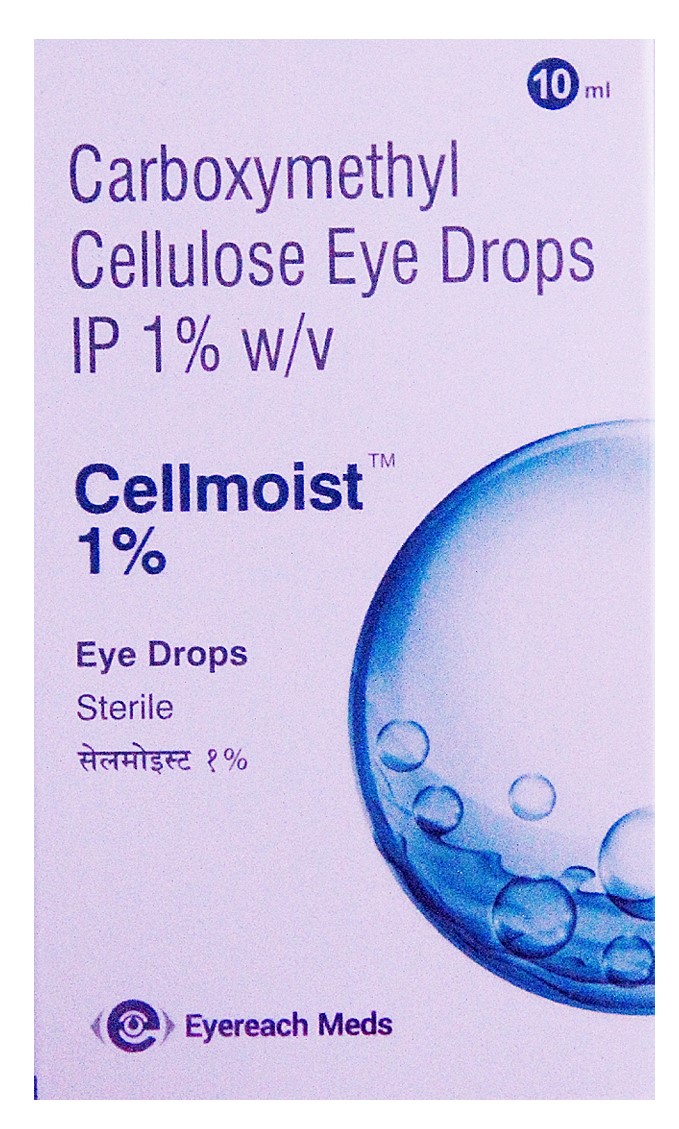 10 ml
Carboxymethyl
Cellulose Eye Drops
IP 1% w/v
Cellmoist™
1%
Eye Drops
Sterile
सेलमोइस्ट १%
Eyereach Meds